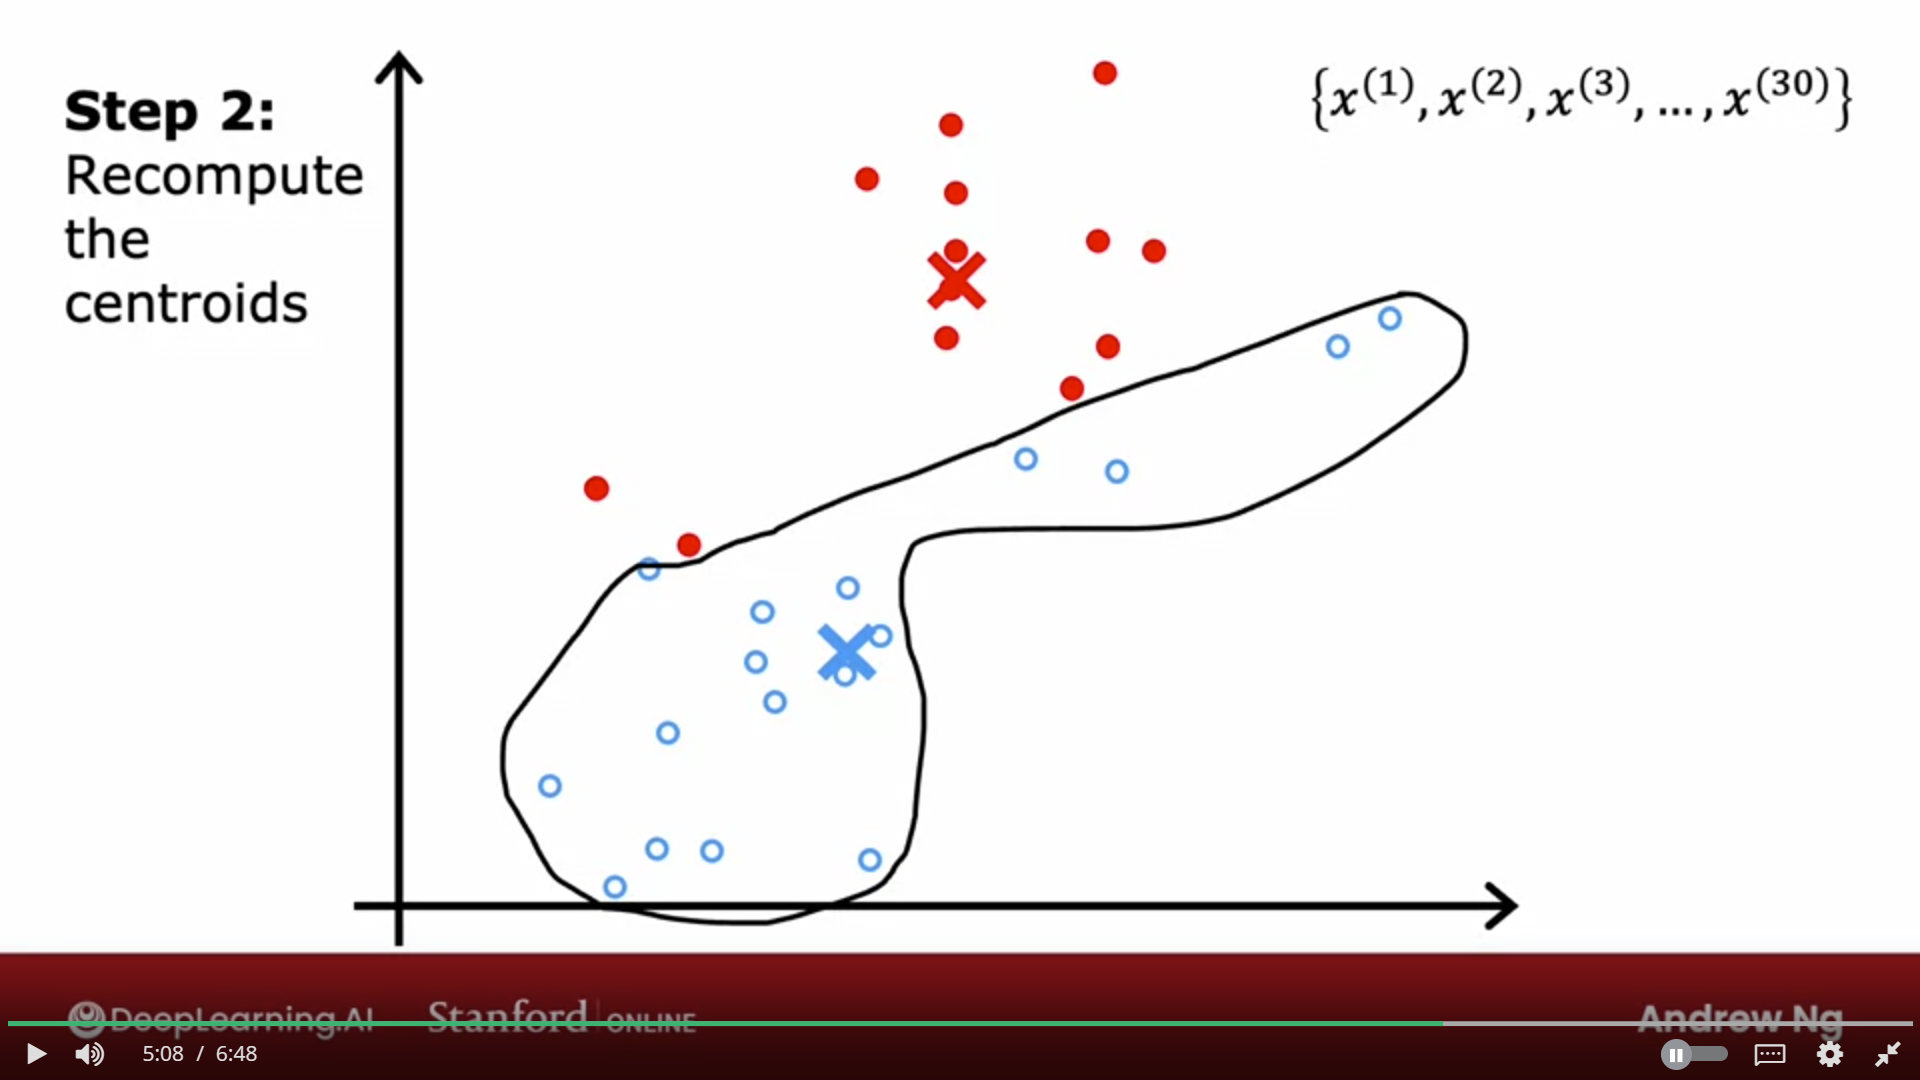 Step 2:
Recompute
the
centroids
{x^(1), x^(2), x^(3), ..., x^(30)}
DeepLearning.AI
Stanford | ONLINE
Andrew Ng
5:08 / 6:48